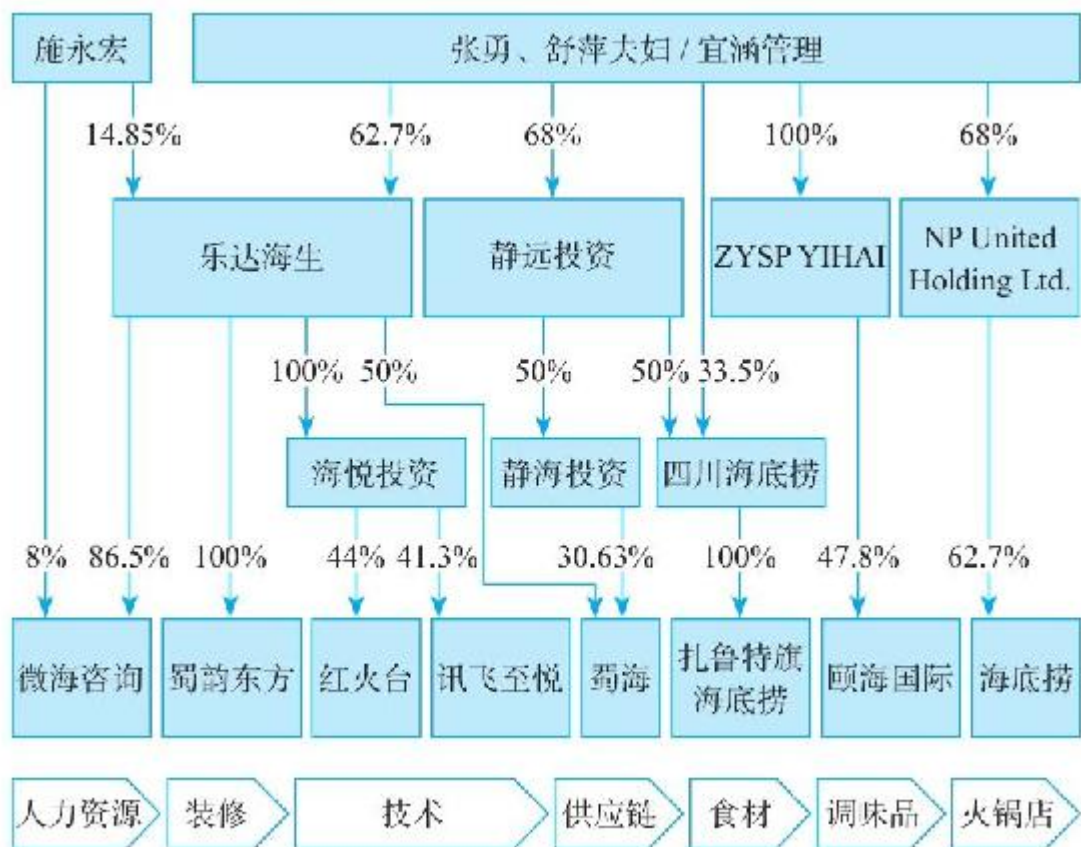 施永宏
张勇、舒萍夫妇 / 宜涵管理
14.85%
62.7%
68%
100%
68%
乐达海生
静远投资
ZYSP YIHAI
NP United
Holding Ltd.
100%
50%
50%
50%
33.5%
海悦投资
静海投资
四川海底捞
8%
86.5%
100%
44%
41.3%
30.63%
100%
47.8%
62.7%
微海咨询
蜀韵东方
红火台
讯飞至悦
蜀海
扎鲁特旗
海底捞
颐海国际
海底捞
人力资源
装修
技术
供应链
食材
调味品
火锅店